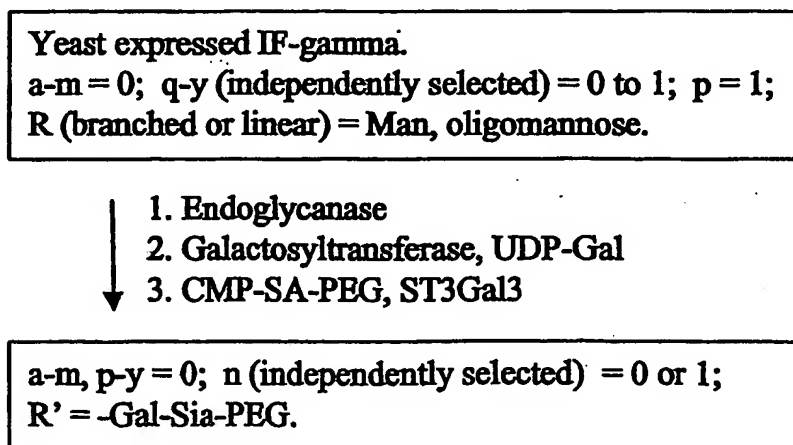 Yeast expressed IF-gamma.
a-m = 0; q-y (independently selected) = 0 to 1; p = 1;
R (branched or linear) = Man, oligomannose.
1. Endoglycanase
2. Galactosyltransferase, UDP-Gal
3. CMP-SA-PEG, ST3Gal3
a-m, p-y = 0; n (independently selected) = 0 or 1;
R’ = -Gal-Sia-PEG.